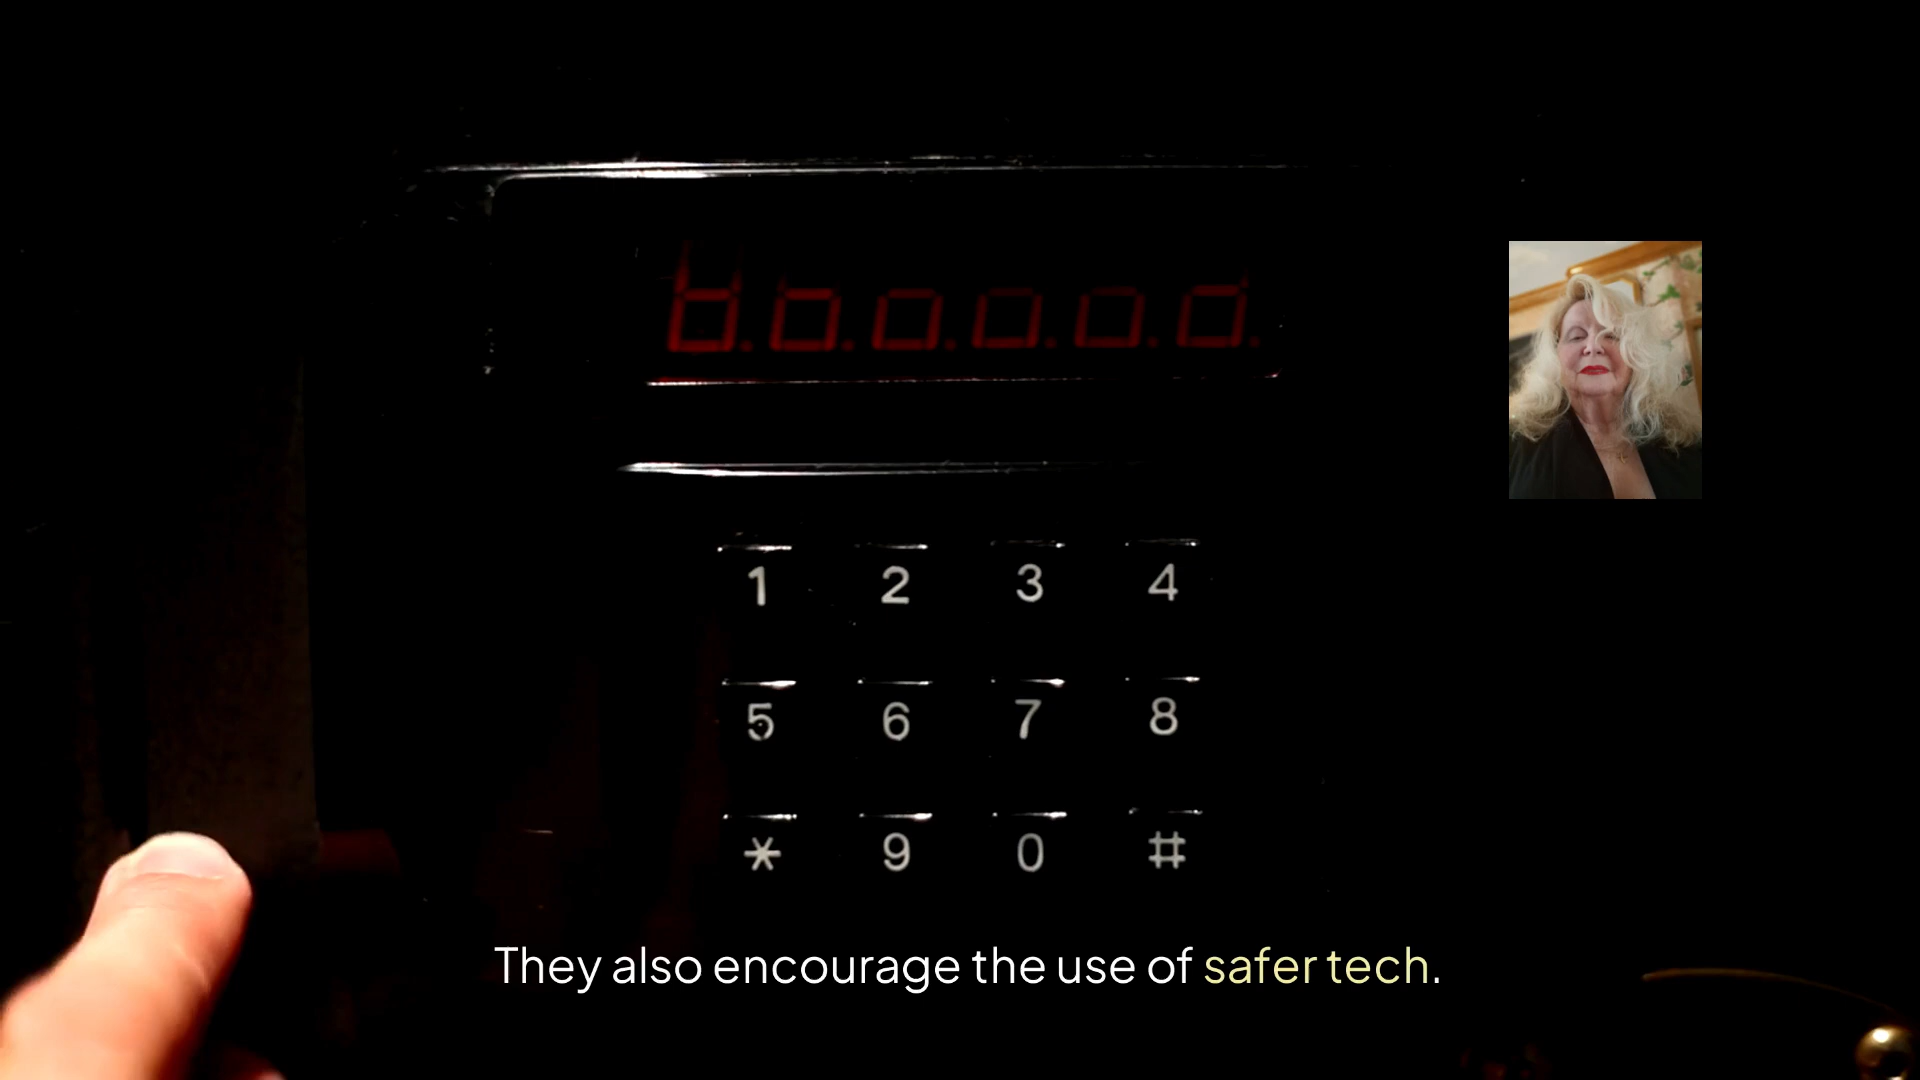 1 2 3 4
5 6 7 8
* 9 0 #
They also encourage the use of safer tech.